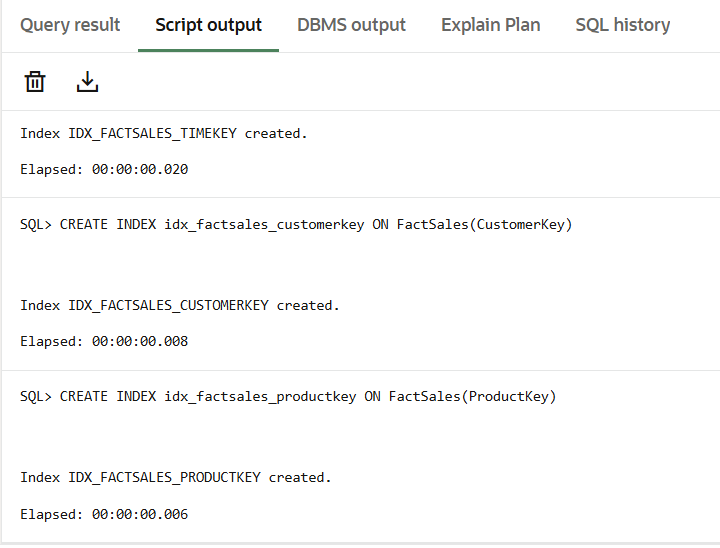 Query result Script output DBMS output Explain Plan SQL history
Index IDX_FACTSALES_TIMEKEY created.
Elapsed: 00:00:00.020
SQL> CREATE INDEX idx_factsales_customerkey ON FactSales(CustomerKey)
Index IDX_FACTSALES_CUSTOMERKEY created.
Elapsed: 00:00:00.008
SQL> CREATE INDEX idx_factsales_productkey ON FactSales(ProductKey)
Index IDX_FACTSALES_PRODUCTKEY created.
Elapsed: 00:00:00.006